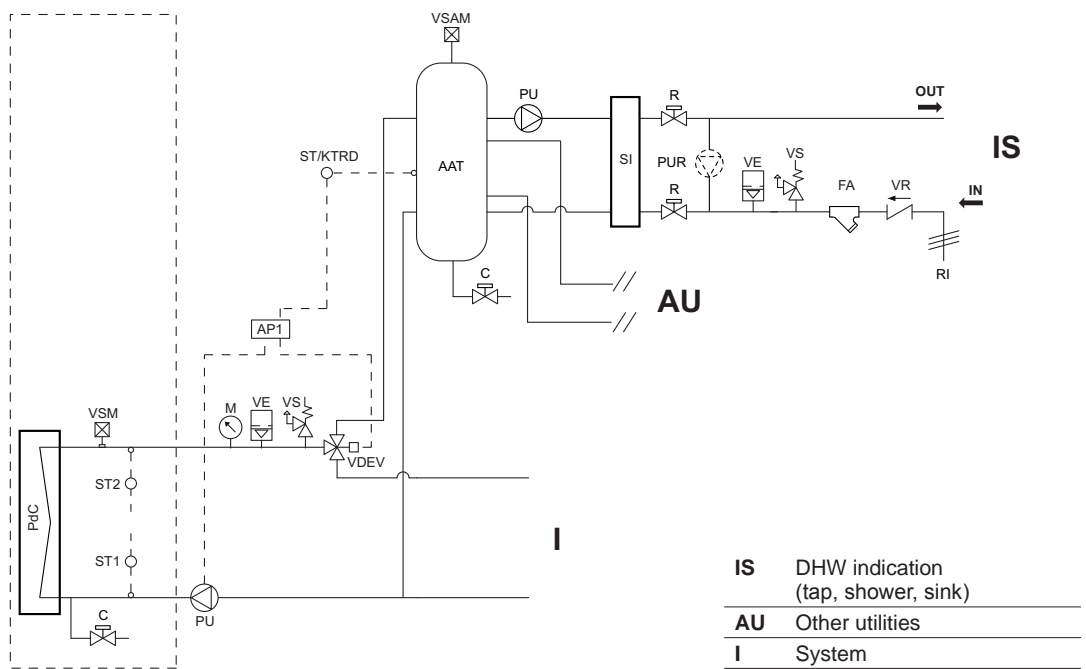 VSAM
PU
R
OUT
IS
ST/KTRD
AAT
SI
PUR
VE
VS
FA
VR
IN
R
RI
C
AU
AP1
VSM
M
VE
VS
VDEV
ST2
PdC
ST1
I
C
PU
IS DHW indication
(tap, shower, sink)
AU Other utilities
I System